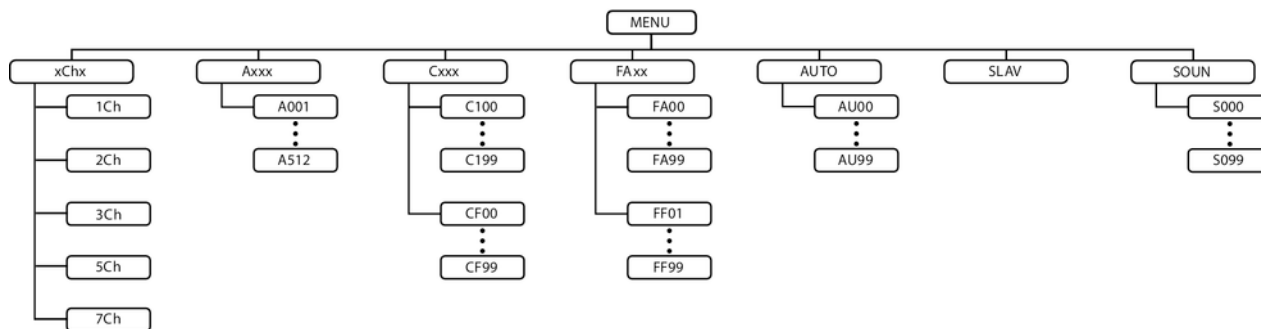 MENU
xChx
Axxx
Cxxx
FAxx
AUTO
SLAV
SOUN
1Ch
A001
C100
FA00
AU00
S000
2Ch
A512
C199
FA99
AU99
S099
3Ch
CF00
FF01
5Ch
CF99
FF99
7Ch